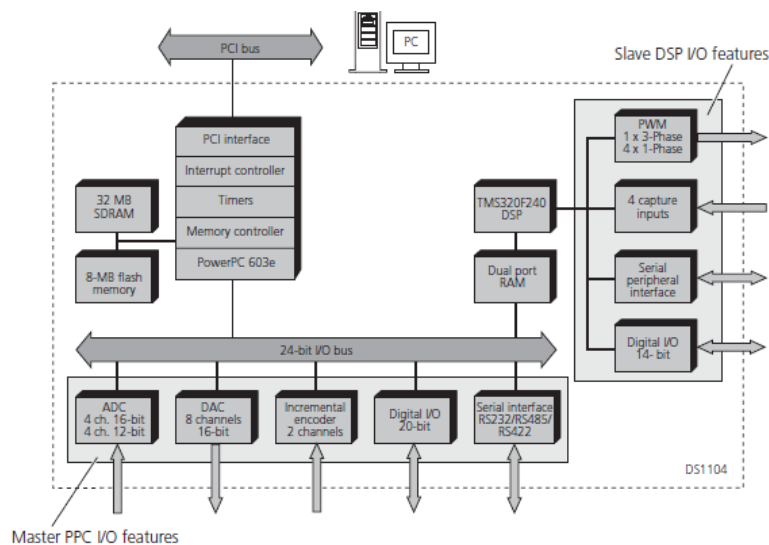 PCI bus
PC
Slave DSP I/O features
PCI interface
Interrupt controller
Timers
Memory controller
PowerPC 603e
32 MB
SDRAM
8-MB flash
memory
TMS320F240
DSP
Dual port
RAM
PWM
1 x 3-Phase
4 x 1-Phase
4 capture
inputs
Serial
peripheral
interface
Digital I/O
14- bit
24-bit I/O bus
ADC
4 ch. 16-bit
4 ch. 12-bit
DAC
8 channels
16-bit
Incremental
encoder
2 channels
Digital I/O
20-bit
Serial interface
RS232/RS485/
RS422
DS1104
Master PPC I/O features